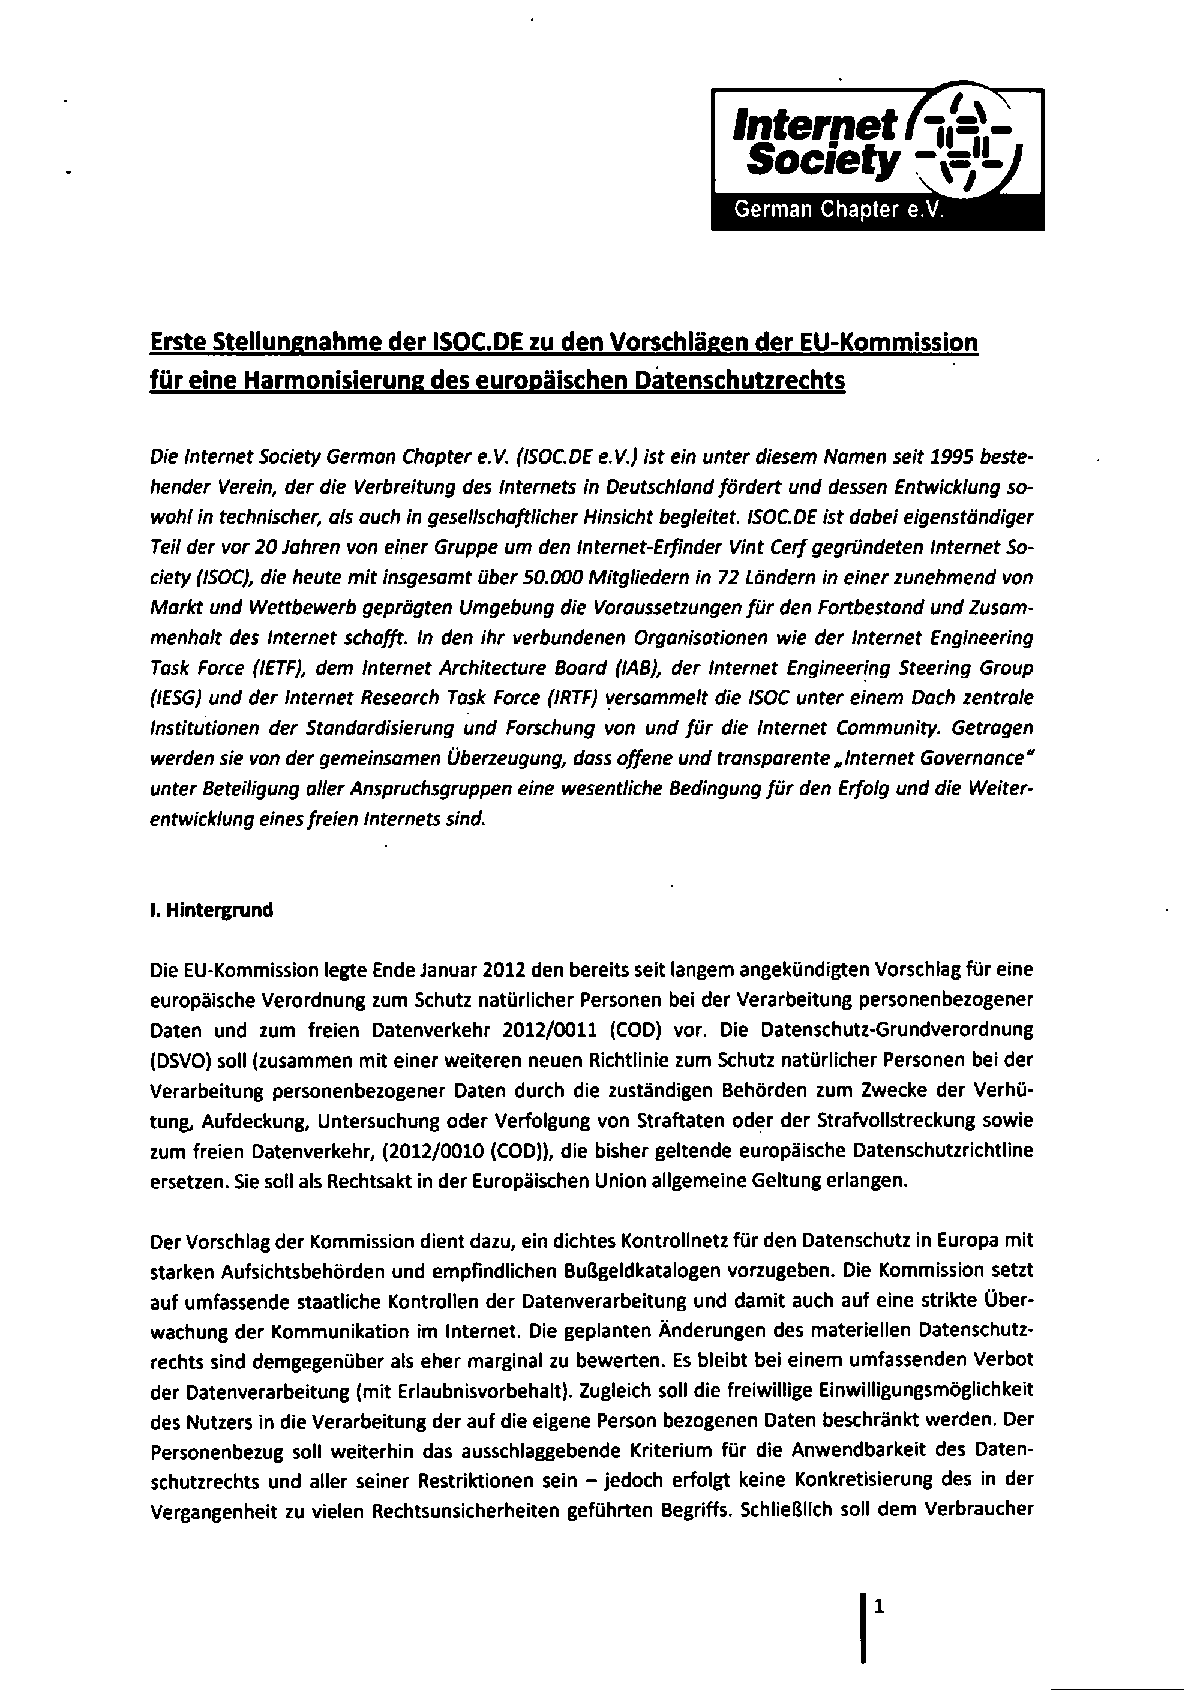 Internet
Society
German Chapter e.V.
Erste Stellungnahme der ISOC.DE zu den Vorschlägen der EU-Kommission
für eine Harmonisierung des europäischen Datenschutzrechts
Die Internet Society German Chapter e.V. (ISOC.DE e.V.) ist ein unter diesem Namen seit 1995 beste-
hender Verein, der die Verbreitung des Internets in Deutschland fördert und dessen Entwicklung so-
wohl in technischer, als auch in gesellschaftlicher Hinsicht begleitet. ISOC.DE ist dabei eigenständiger
Teil der vor 20 Jahren von einer Gruppe um den Internet-Erfinder Vint Cerf gegründeten Internet So-
ciety (ISOC), die heute mit insgesamt über 50.000 Mitgliedern in 72 Ländern in einer zunehmend von
Markt und Wettbewerb geprägten Umgebung die Voraussetzungen für den Fortbestand und Zusam-
menhalt des Internet schafft. In den ihr verbundenen Organisationen wie der Internet Engineering
Task Force (IETF), dem Internet Architecture Board (IAB), der Internet Engineering Steering Group
(IESG) und der Internet Research Task Force (IRTF) versammelt die ISOC unter einem Dach zentrale
Institutionen der Standardisierung und Forschung von und für die Internet Community. Getragen
werden sie von der gemeinsamen Überzeugung, dass offene und transparente „Internet Governance“
unter Beteiligung aller Anspruchsgruppen eine wesentliche Bedingung für den Erfolg und die Weiter-
entwicklung eines freien Internets sind.
I. Hintergrund
Die EU-Kommission legte Ende Januar 2012 den bereits seit langem angekündigten Vorschlag für eine
europäische Verordnung zum Schutz natürlicher Personen bei der Verarbeitung personenbezogener
Daten und zum freien Datenverkehr 2012/0011 (COD) vor. Die Datenschutz-Grundverordnung
(DSVO) soll (zusammen mit einer weiteren neuen Richtlinie zum Schutz natürlicher Personen bei der
Verarbeitung personenbezogener Daten durch die zuständigen Behörden zum Zwecke der Verhü-
tung, Aufdeckung, Untersuchung oder Verfolgung von Straftaten oder der Strafvollstreckung sowie
zum freien Datenverkehr, (2012/0010 (COD)), die bisher geltende europäische Datenschutzrichtline
ersetzen. Sie soll als Rechtsakt in der Europäischen Union allgemeine Geltung erlangen.
Der Vorschlag der Kommission dient dazu, ein dichtes Kontrollnetz für den Datenschutz in Europa mit
starken Aufsichtsbehörden und empfindlichen Bußgeldkatalogen vorzugeben. Die Kommission setzt
auf umfassende staatliche Kontrollen der Datenverarbeitung und damit auch auf eine strikte Über-
wachung der Kommunikation im Internet. Die geplanten Änderungen des materiellen Datenschutz-
rechts sind demgegenüber als eher marginal zu bewerten. Es bleibt bei einem umfassenden Verbot
der Datenverarbeitung (mit Erlaubnisvorbehalt). Zugleich soll die freiwillige Einwilligungsmöglichkeit
des Nutzers in die Verarbeitung der auf die eigene Person bezogenen Daten beschränkt werden. Der
Personenbezug soll weiterhin das ausschlaggebende Kriterium für die Anwendbarkeit des Daten-
schutzrechts und aller seiner Restriktionen sein – jedoch erfolgt keine Konkretisierung des in der
Vergangenheit zu vielen Rechtsunsicherheiten geführten Begriffs. Schließlich soll dem Verbraucher
1